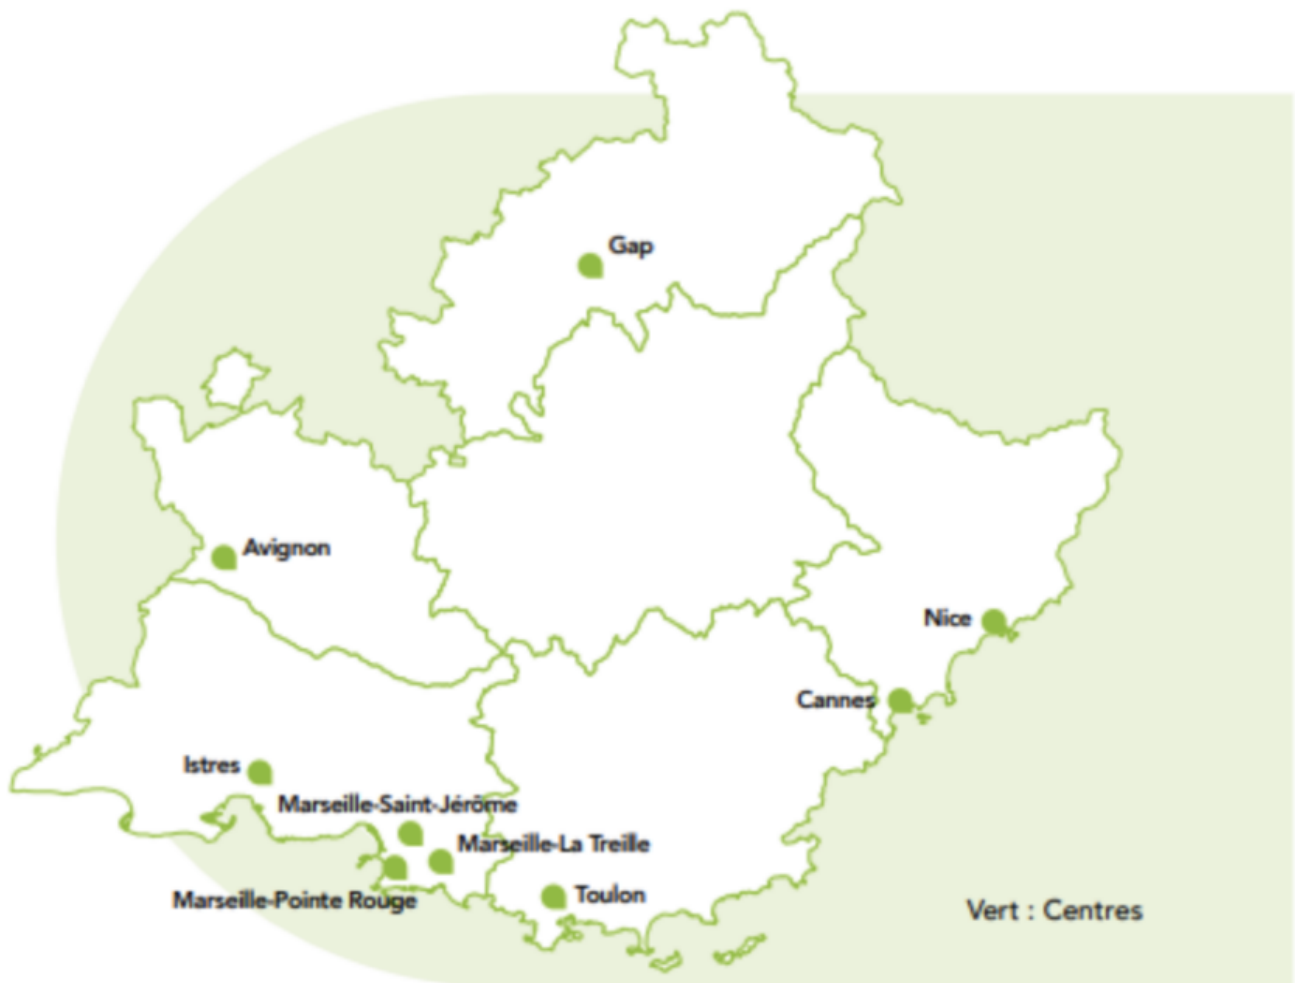 Gap
Avignon
Nice
Cannes
Istres
Marseille-Saint-Jérôme
Marseille-La Treille
Marseille-Pointe Rouge
Toulon
Vert : Centres